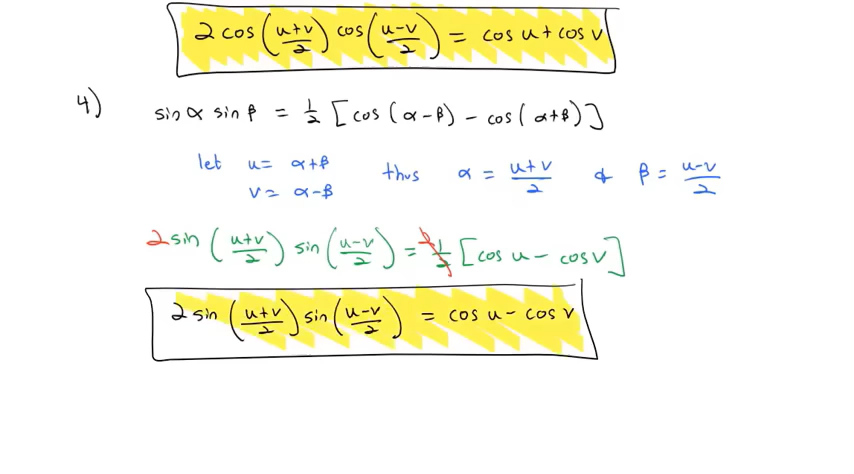 2 cos((u+v)/2) cos((u-v)/2) = cos u + cos v
4) sin α sin β = 1/2 [cos(α-β) - cos(α+β)]
let u = α+β thus α = (u+v)/2 & β = (u-v)/2
v = α-β
2 sin((u+v)/2) sin((u-v)/2) = 2 1/2 [cos u - cos v]
2 sin((u+v)/2) sin((u-v)/2) = cos u - cos v